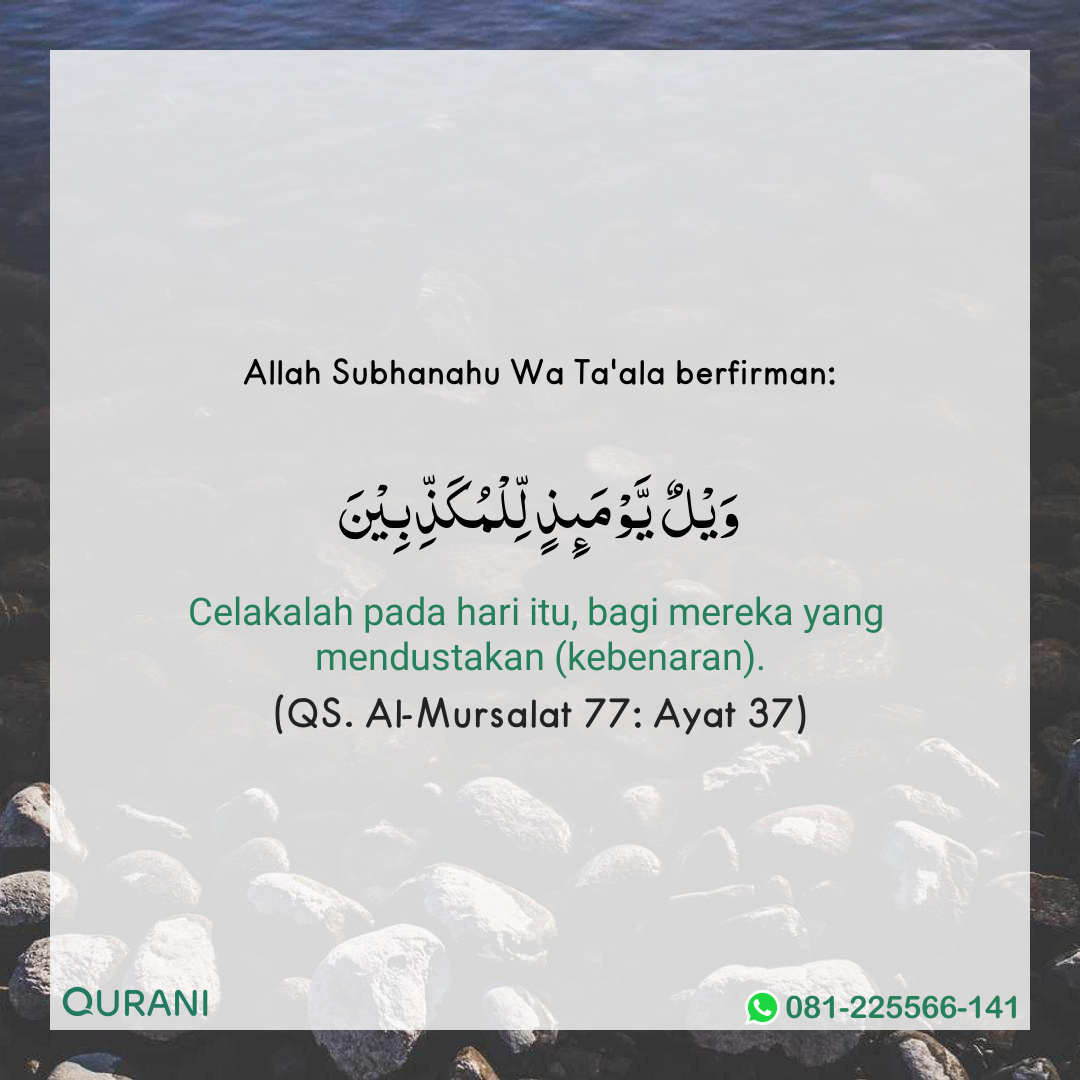 Allah Subhanahu Wa Ta'ala berfirman:
وَيْلٌ يَّوْمَىِٕذٍ لِّلْمُكَذِّبِيْنَ
Celakalah pada hari itu, bagi mereka yang
mendustakan (kebenaran).
(QS. Al-Mursalat 77: Ayat 37)
QURANI
081-225566-141